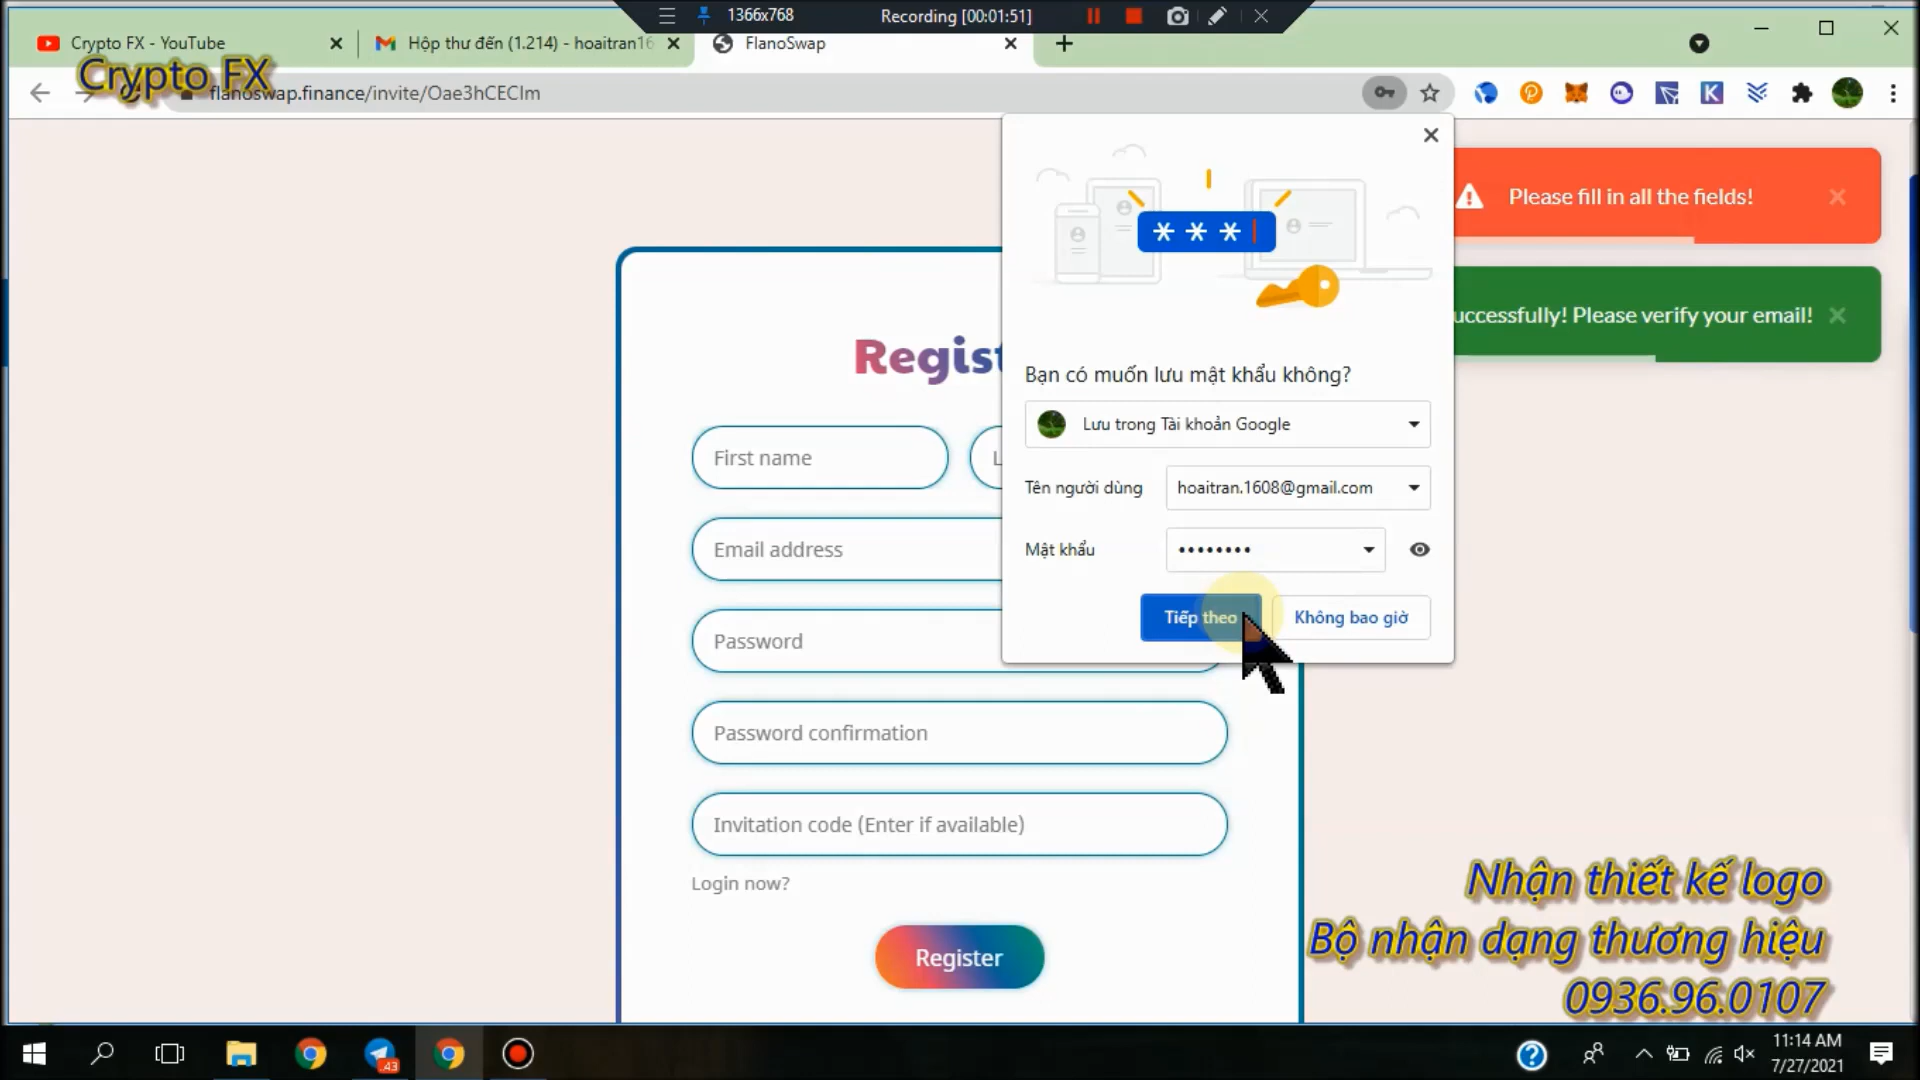 1366x768
Recording [00:01:51]
Crypto FX - YouTube
Hộp thư đến (1.214) - hoaitran16
FlanoSwap
Crypto FX
flanoswap.finance/invite/Oae3hCECIm
Please fill in all the fields!
uccessfully! Please verify your email!
Regist
Bạn có muốn lưu mật khẩu không?
Lưu trong Tài khoản Google
Tên người dùng
hoaitran.1608@gmail.com
Mật khẩu
Tiếp theo
Không bao giờ
First name
L
Email address
Password
Password confirmation
Invitation code (Enter if available)
Login now?
Register
Nhận thiết kế logo
Bộ nhận dạng thương hiệu
0936.96.0107
43
11:14 AM
7/27/2021